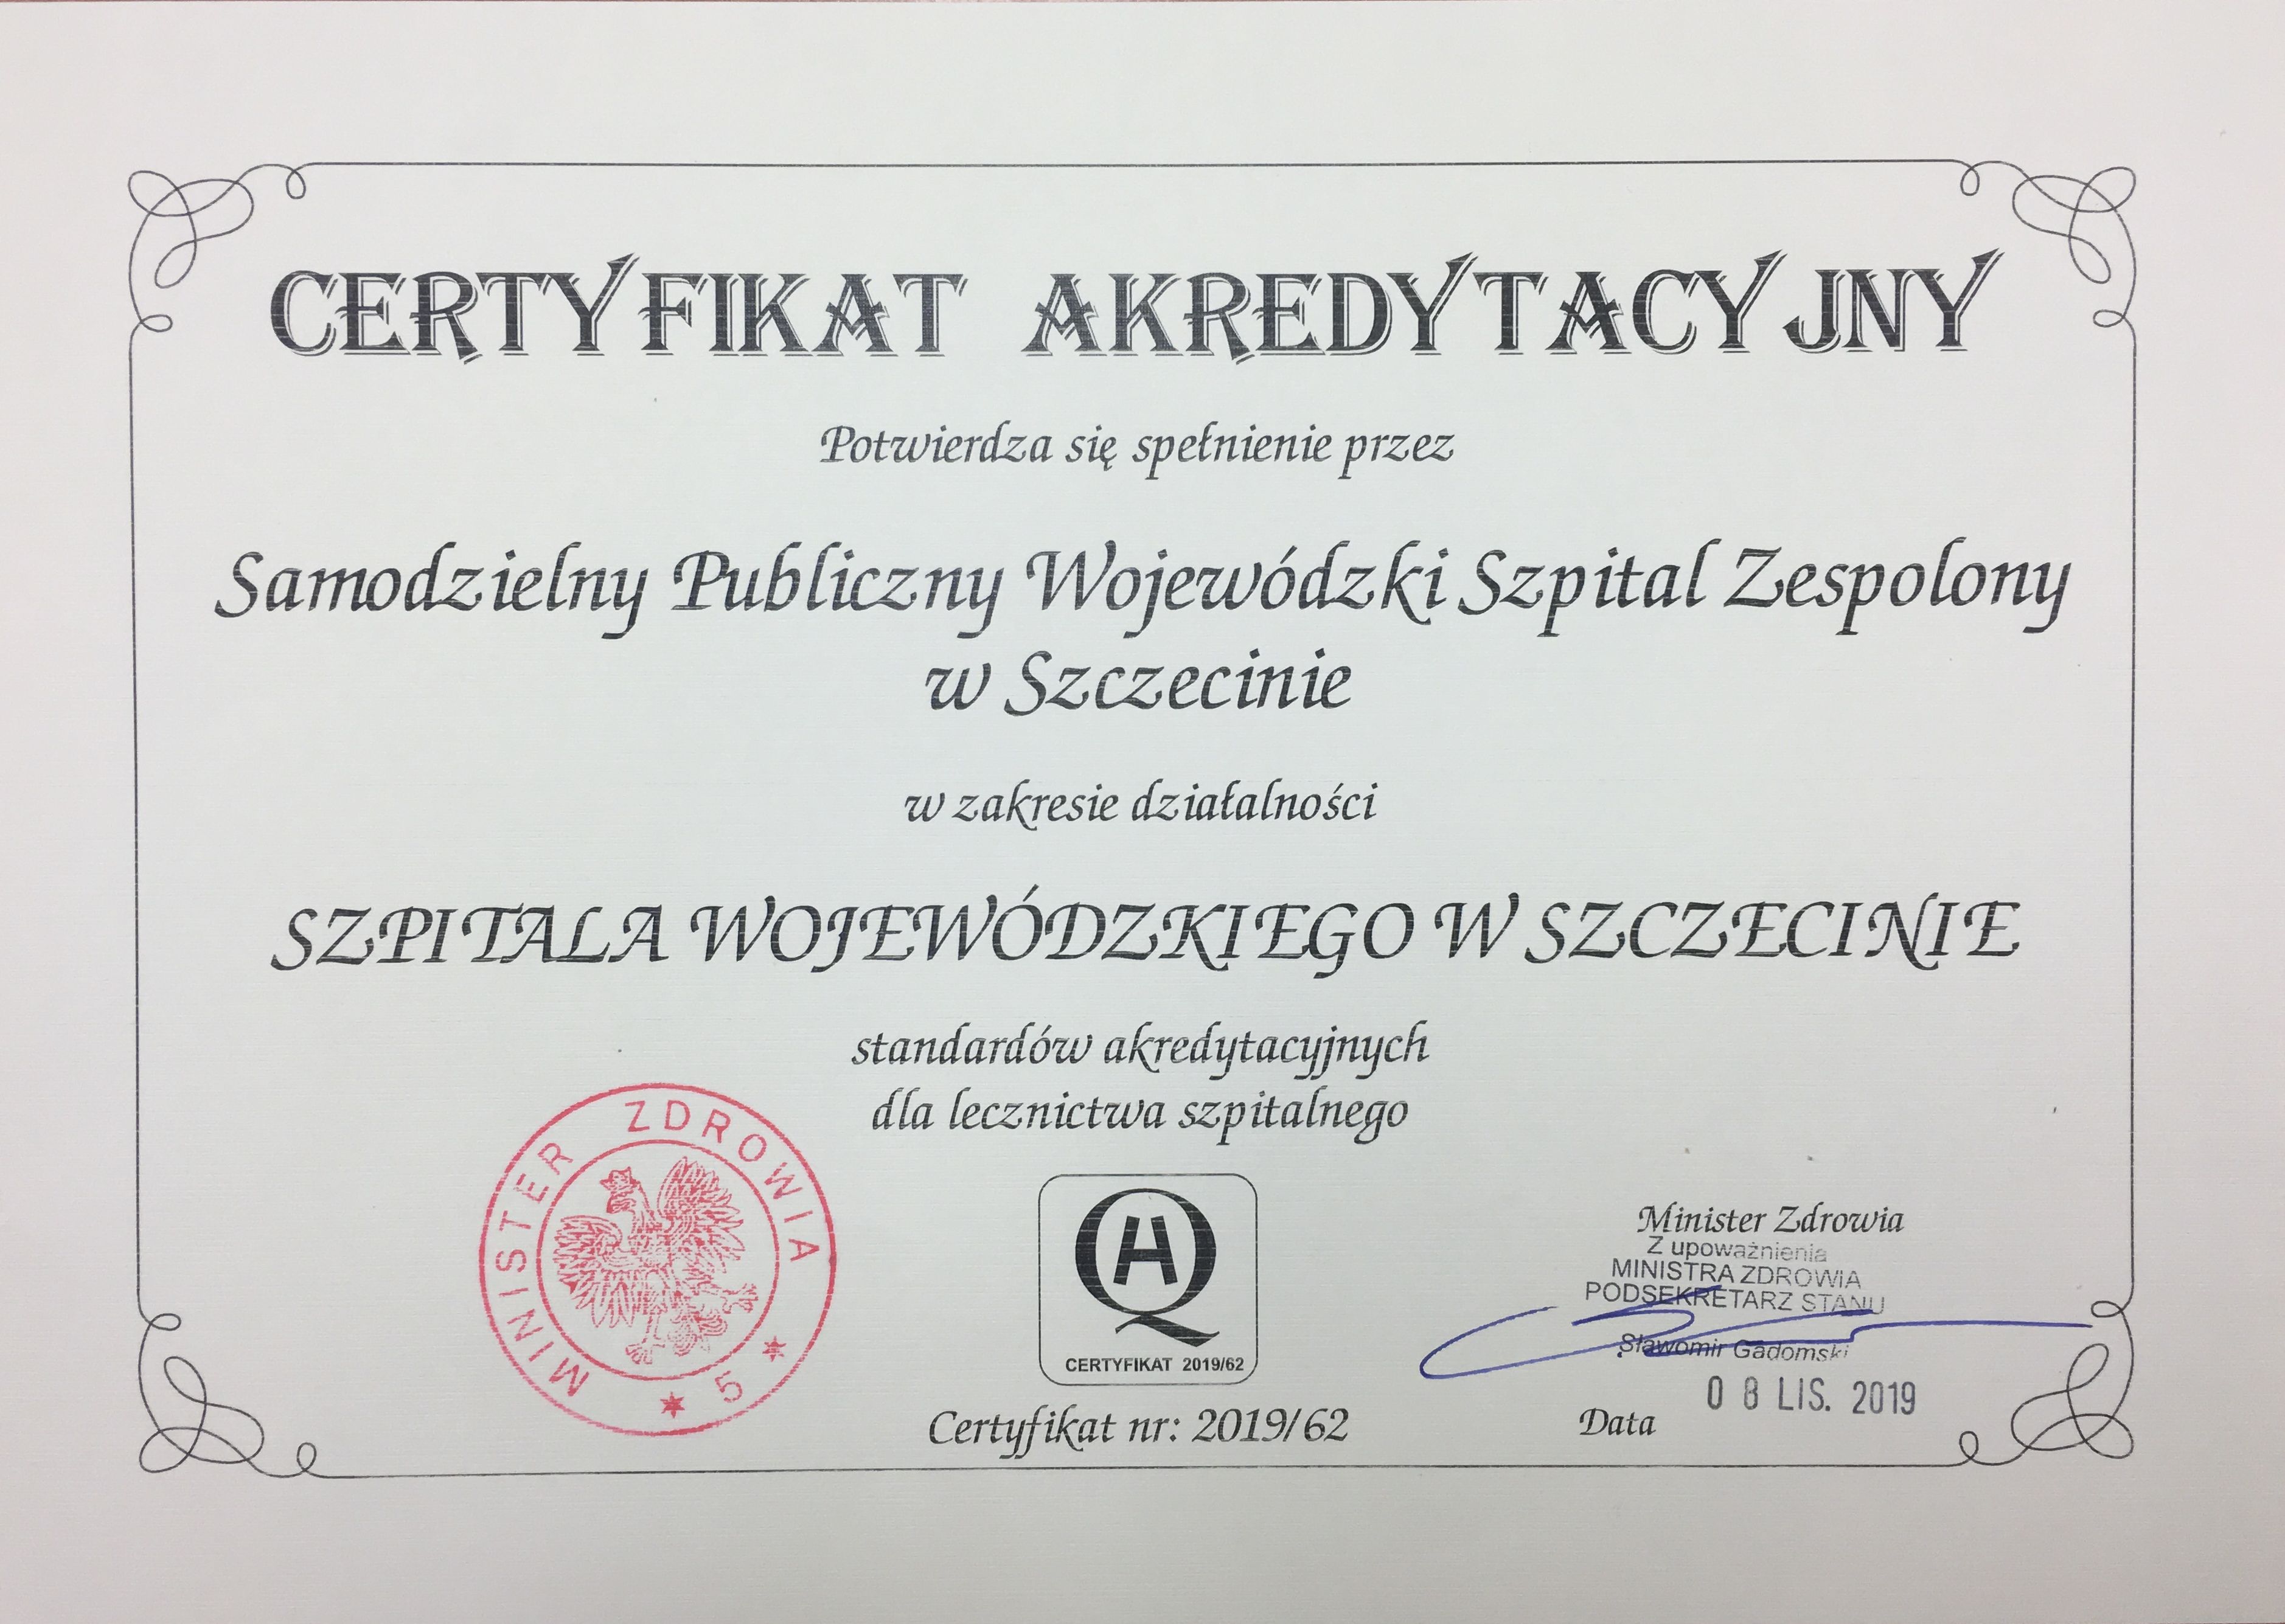 CERTYFIKAT AKREDYTACYJNY
Potwierdza się spełnienie przez
Samodzielny Publiczny Wojewódzki Szpital Zespolony
w Szczecinie
w zakresie działalności
SZPITALA WOJEWÓDZKIEGO W SZCZECINIE
standardów akredytacyjnych
dla lecznictwa szpitalnego
MINISTER ZDROWIA
5
HQ
CERTYFIKAT 2019/62
Certyfikat nr: 2019/62
Minister Zdrowia
Z upoważnienia
MINISTRA ZDROWIA
PODSEKRETARZ STANU
Sławomir Gadomski
Data 08 LIS. 2019